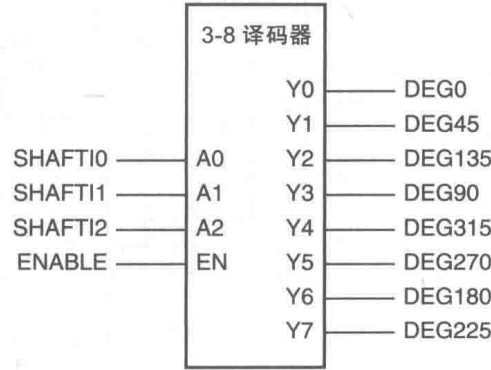 3-8 译码器
Y0 DEG0
Y1 DEG45
SHAFTI0 A0 Y2 DEG135
SHAFTI1 A1 Y3 DEG90
SHAFTI2 A2 Y4 DEG315
ENABLE EN Y5 DEG270
Y6 DEG180
Y7 DEG225